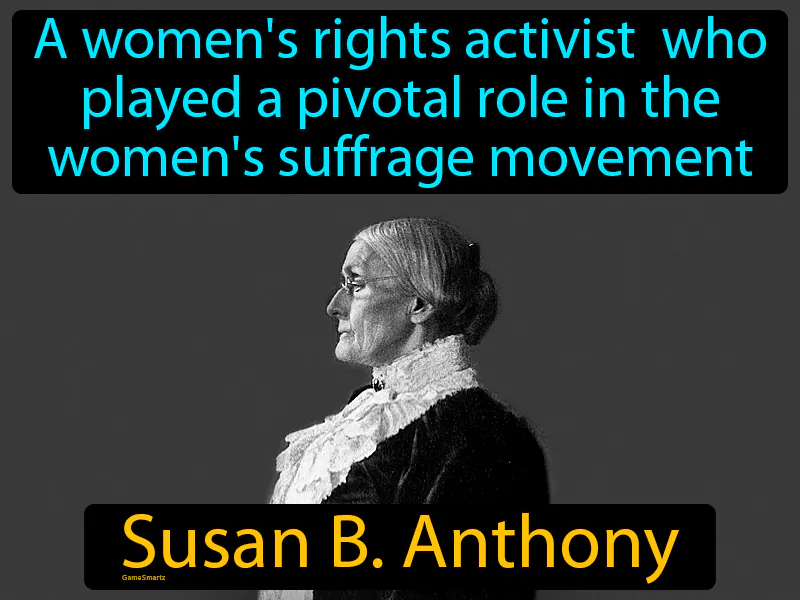 A women's rights activist  who
played a pivotal role in the
women's suffrage movement
Susan B. Anthony
GameSmartz